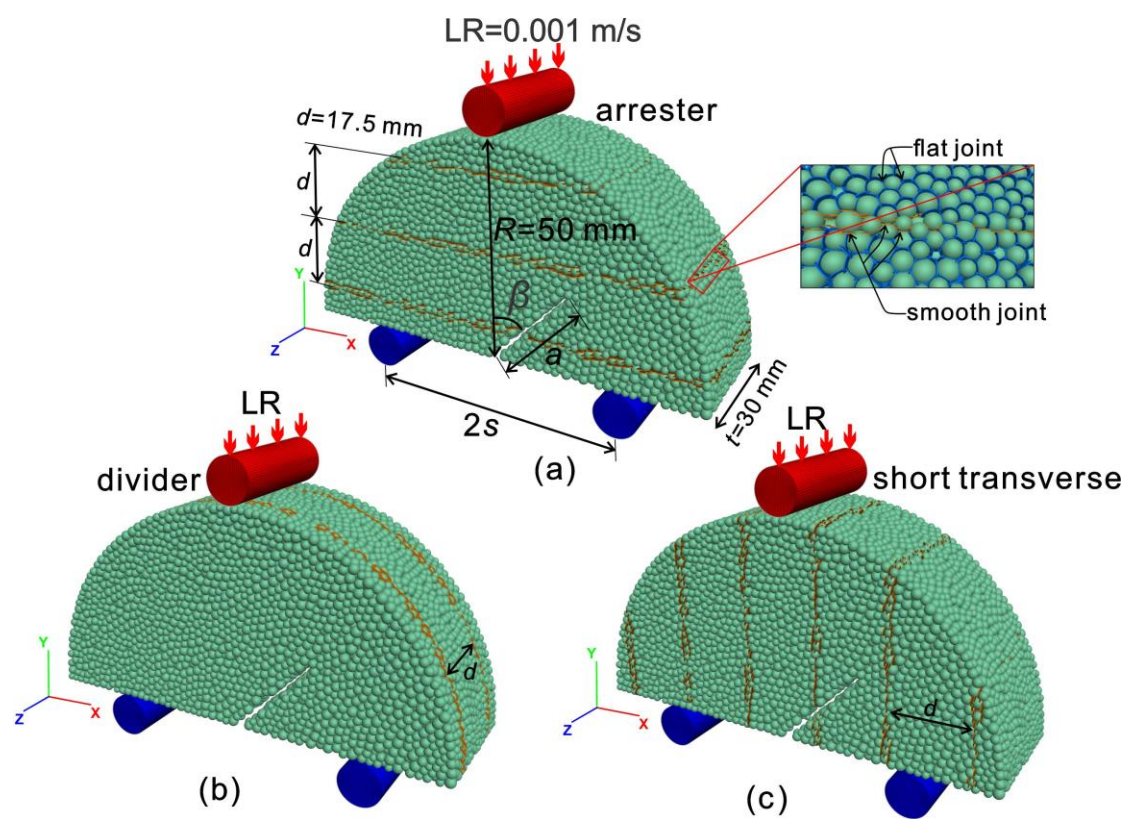 LR=0.001 m/s
arrester
d=17.5 mm
flat joint
d
R=50 mm
d
smooth joint
β
Y
a
Z
X
t=30 mm
2s
LR
LR
(a)
divider
short transverse
d
d
Y
Y
Z
X
Z
X
(b)
(c)